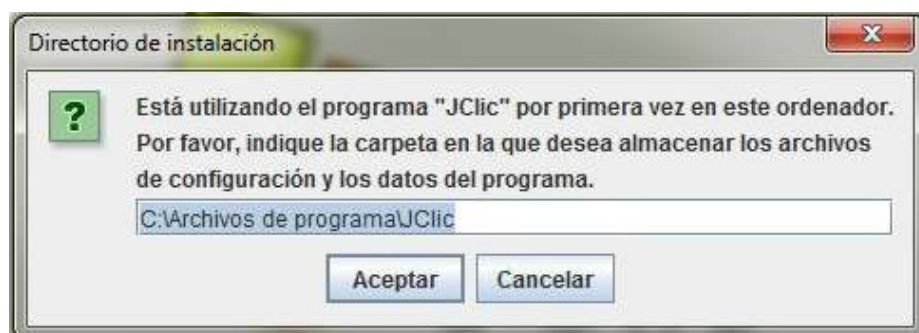 Directorio de instalación
Está utilizando el programa "JClic" por primera vez en este ordenador.
Por favor, indique la carpeta en la que desea almacenar los archivos
de configuración y los datos del programa.
C:\Archivos de programa\JClic
Aceptar Cancelar